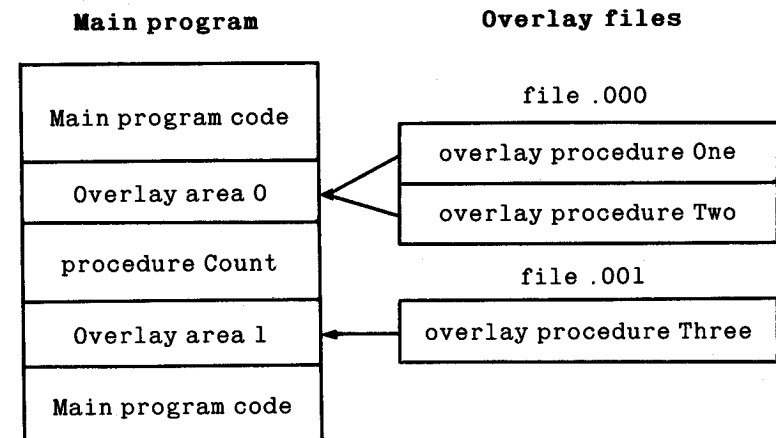 Main program
Main program code
Overlay area 0
procedure Count
Overlay area 1
Main program code
Overlay files
file .000
overlay procedure One
overlay procedure Two
file .001
overlay procedure Three